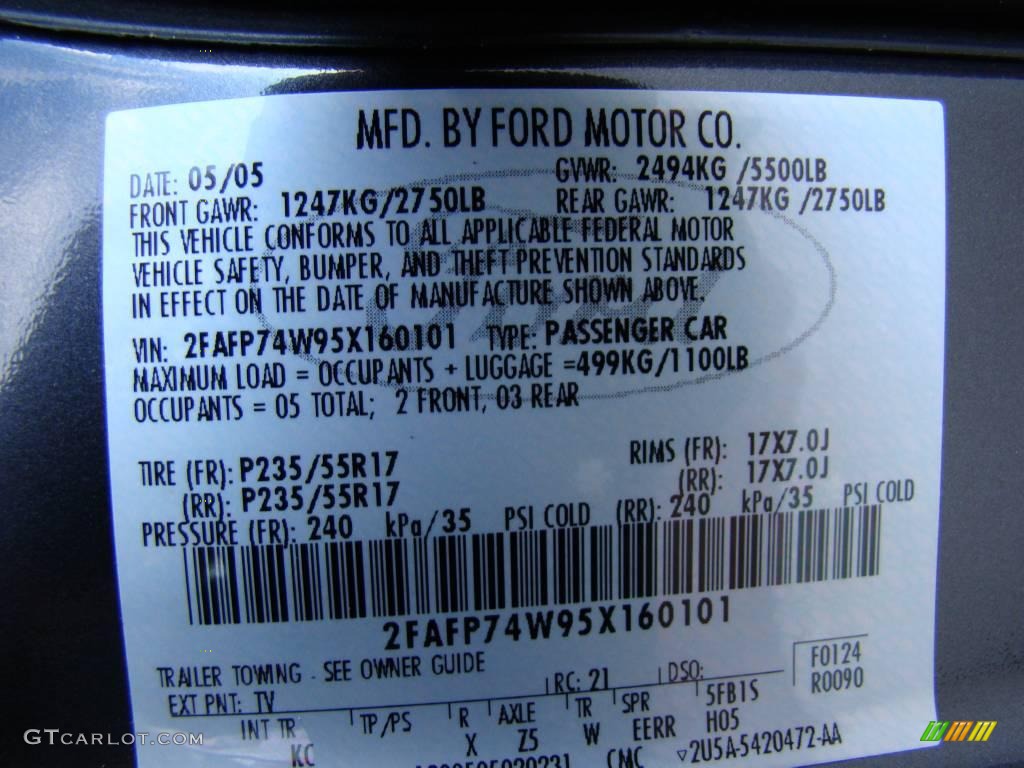 MFD. BY FORD MOTOR CO.
DATE: 05/05 GVWR: 2494KG /5500LB
FRONT GAWR: 1247KG/2750LB REAR GAWR: 1247KG /2750LB
THIS VEHICLE CONFORMS TO ALL APPLICABLE FEDERAL MOTOR
VEHICLE SAFETY, BUMPER, AND THEFT PREVENTION STANDARDS
IN EFFECT ON THE DATE OF MANUFACTURE SHOWN ABOVE.
VIN: 2FAFP74W95X160101 TYPE: PASSENGER CAR
MAXIMUM LOAD = OCCUPANTS + LUGGAGE =499KG/1100LB
OCCUPANTS = 05 TOTAL; 2 FRONT, 03 REAR
TIRE (FR): P235/55R17 RIMS (FR): 17X7.0J
(RR): P235/55R17 (RR): 17X7.0J
PRESSURE (FR): 240 kPa/35 PSI COLD (RR): 240 kPa/35 PSI COLD
2FAFP74W95X160101
TRAILER TOWING - SEE OWNER GUIDE
F0124
EXT PNT: TV RC: 21 DSO: R0090
INT TR TP/PS R AXLE TR SPR 5FB1S
KC X Z5 W EERR H05
CMC 2U5A-5420472-AA
GTCARLOT.COM